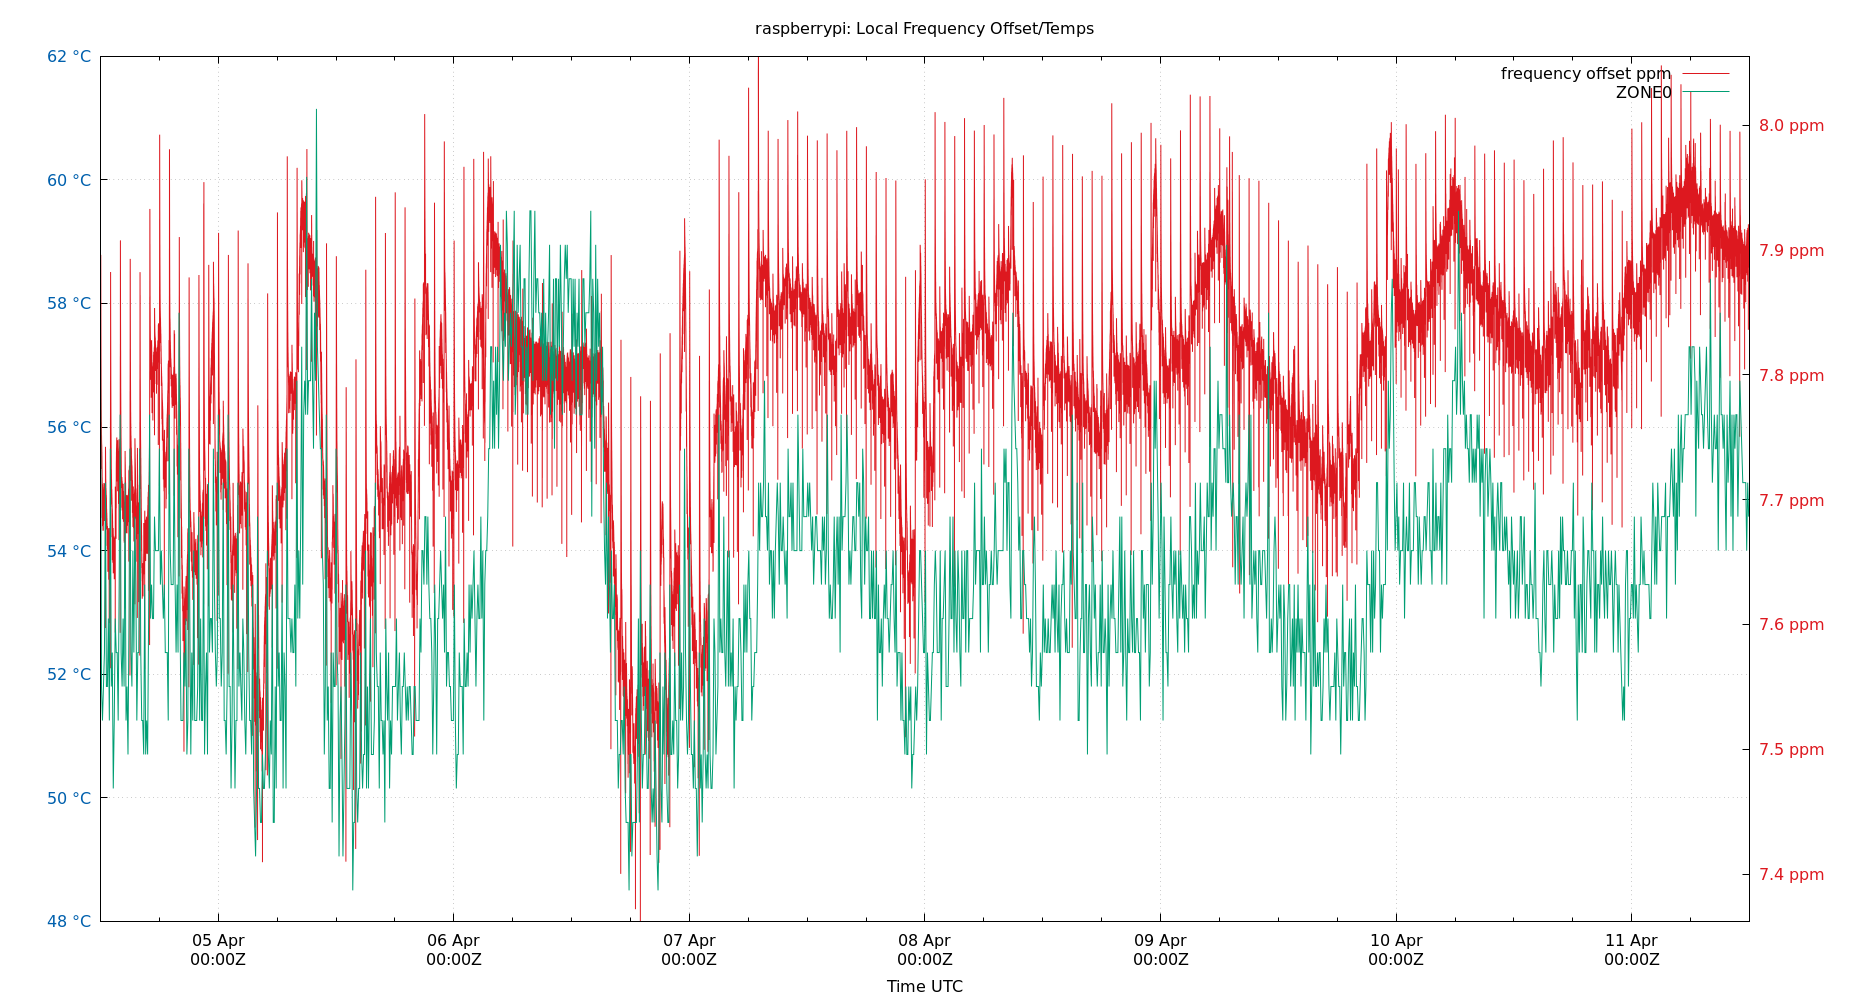 raspberrypi: Local Frequency Offset/Temps
frequency offset ppm
ZONE0
62 °C
60 °C
58 °C
56 °C
54 °C
52 °C
50 °C
48 °C
8.0 ppm
7.9 ppm
7.8 ppm
7.7 ppm
7.6 ppm
7.5 ppm
7.4 ppm
05 Apr 06 Apr 07 Apr 08 Apr 09 Apr 10 Apr 11 Apr
00:00Z 00:00Z 00:00Z 00:00Z 00:00Z 00:00Z 00:00Z
Time UTC